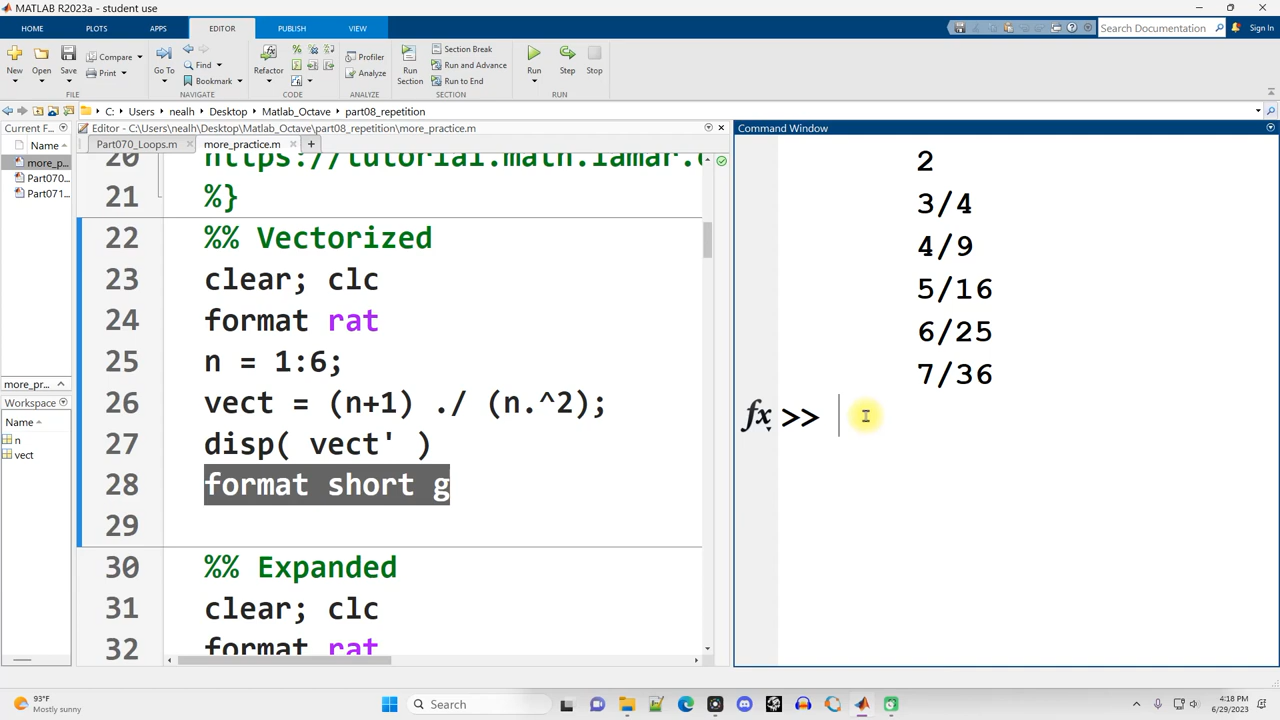 MATLAB R2023a - student use
HOME PLOTS APPS EDITOR PUBLISH VIEW
Search Documentation
Sign In
New Open Save Compare Print
Go To Find Bookmark
Refactor
Profiler Analyze
Run Section Section Break Run and Advance Run to End
Run Step Stop
FILE NAVIGATE CODE ANALYZE SECTION RUN
C: Users nealh Desktop Matlab_Octave part08_repetition
Current F...
Name
more_p...
Part070...
Part071...
more_pr...
Workspace
Name
n
vect
Editor - C:\Users\nealh\Desktop\Matlab_Octave\part08_repetition\more_practice.m
Part070_Loops.m more_practice.m
20 https://tutorial.math.lamar.
21 %}
22 %% Vectorized
23 clear; clc
24 format rat
25 n = 1:6;
26 vect = (n+1) ./ (n.^2);
27 disp( vect' )
28 format short g
29
30 %% Expanded
31 clear; clc
32 format rat
Command Window
2
3/4
4/9
5/16
6/25
7/36
fx >>
93°F
Mostly sunny
Search
4:18 PM
6/29/2023